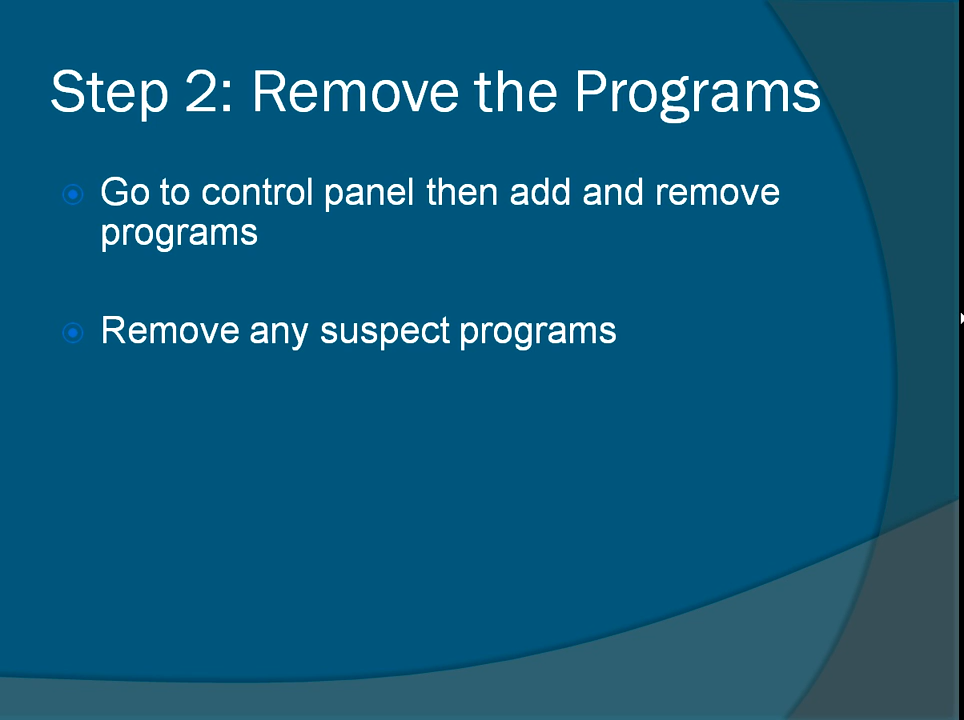 Step 2: Remove the Programs
Go to control panel then add and remove
programs
Remove any suspect programs